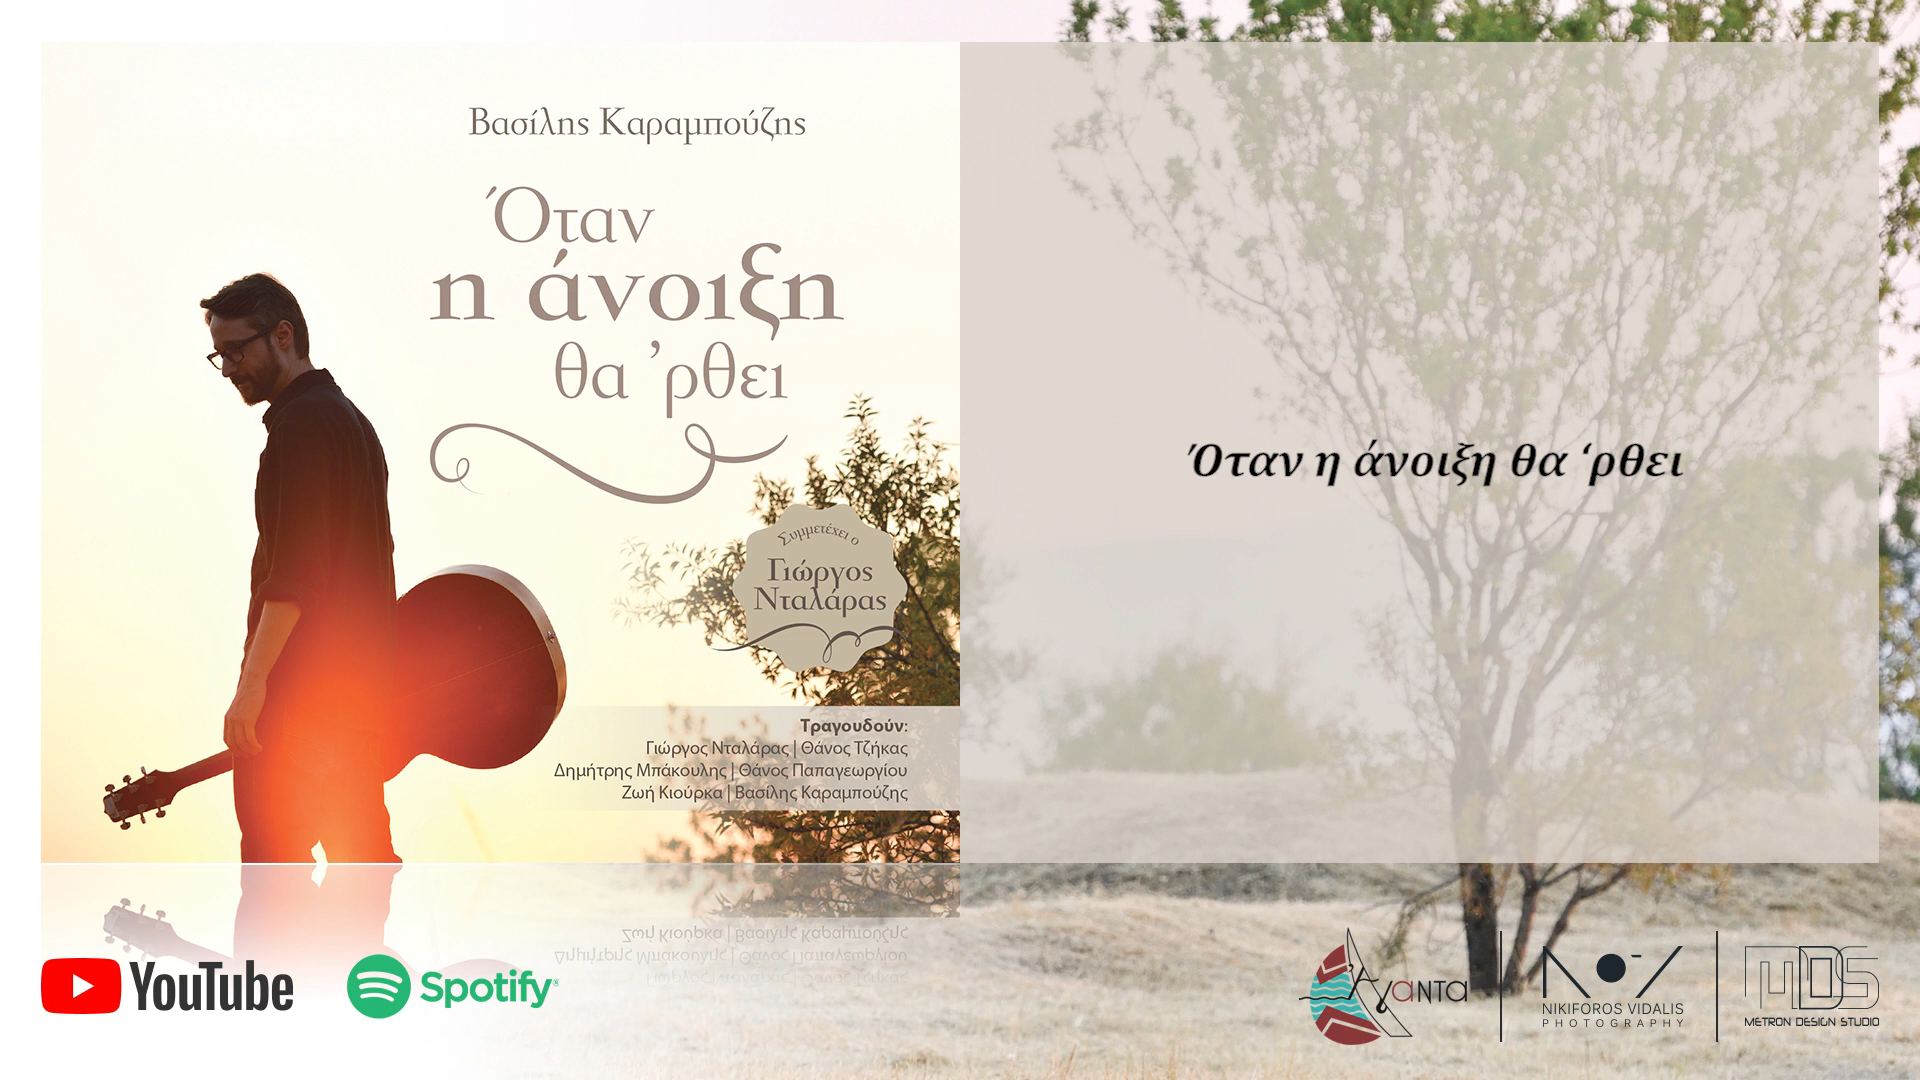 Βασίλης Καραμπούζης
Όταν
η άνοιξη
θα ’ρθει
Συμμετέχει ο
Γιώργος
Νταλάρας
Τραγουδούν:
Γιώργος Νταλάρας | Θάνος Τζήκας
Δημήτρης Μπάκουλης | Θάνος Παπαγεωργίου
Ζωή Κιούρκα | Βασίλης Καραμπούζης
Όταν η άνοιξη θα ‘ρθει
YouTube
Spotify®
NIKIFOROS VIDALIS
PHOTOGRAPHY
MDS
METRON DESIGN STUDIO